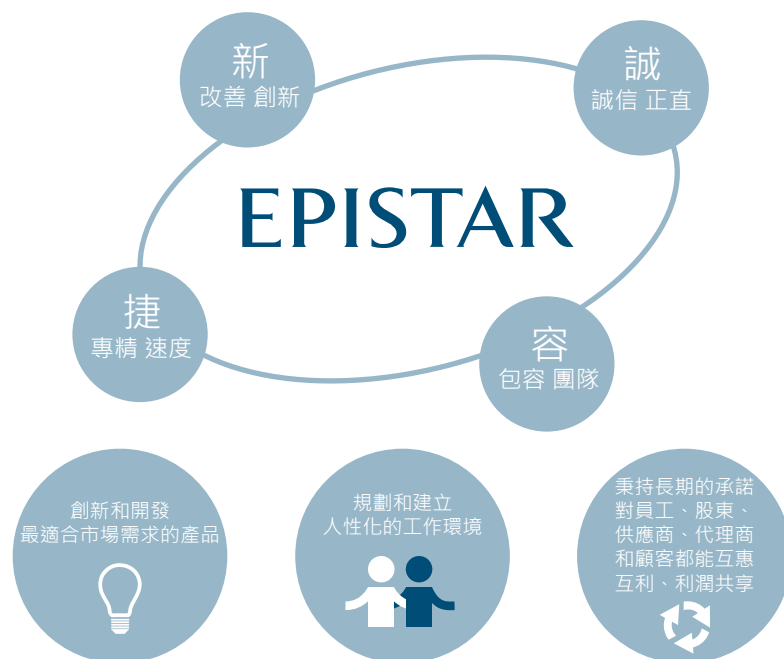 新
改善 創新
誠
誠信 正直
EPISTAR
捷
專精 速度
容
包容 團隊
創新和開發
最適合市場需求的產品
規劃和建立
人性化的工作環境
秉持長期的承諾
對員工、股東、
供應商、代理商
和顧客都能互惠
互利、利潤共享